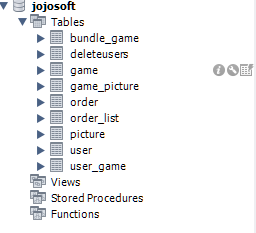 jojosoft
Tables
bundle_game
deleteusers
game
game_picture
order
order_list
picture
user
user_game
Views
Stored Procedures
Functions